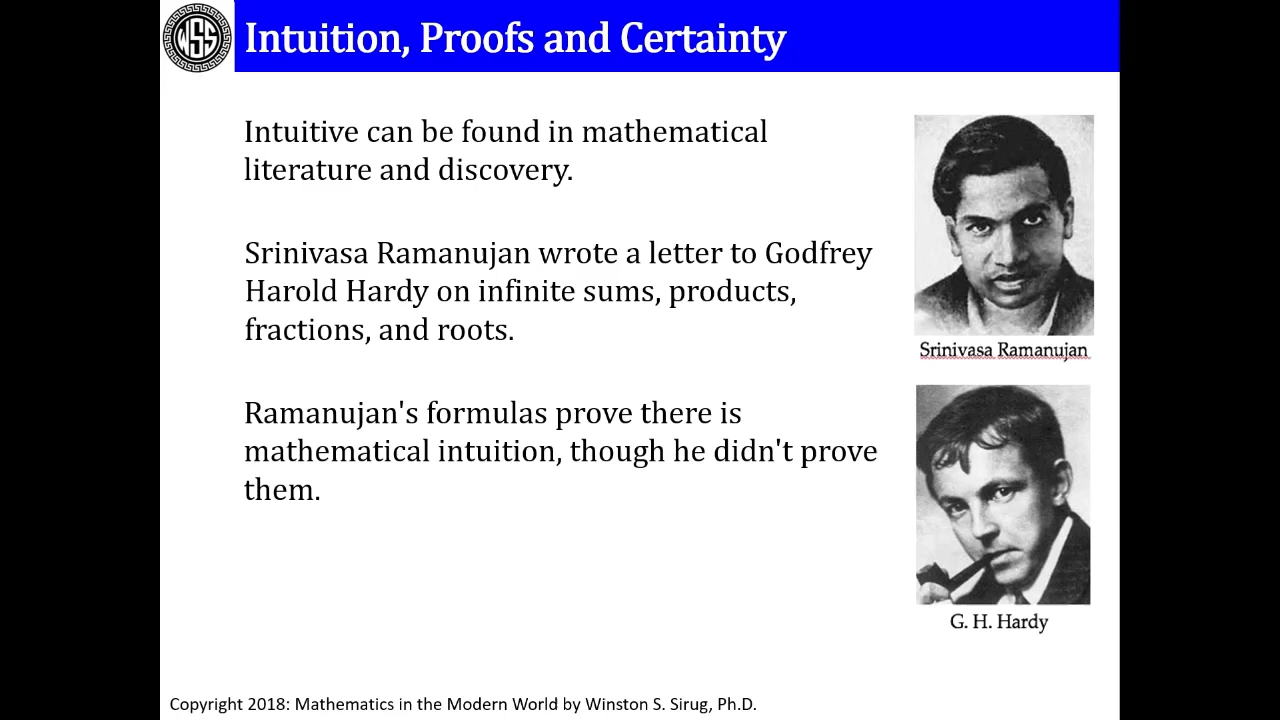 WSS
Intuition, Proofs and Certainty
Intuitive can be found in mathematical
literature and discovery.
Srinivasa Ramanujan wrote a letter to Godfrey
Harold Hardy on infinite sums, products,
fractions, and roots.
Srinivasa Ramanujan
Ramanujan's formulas prove there is
mathematical intuition, though he didn't prove
them.
G. H. Hardy
Copyright 2018: Mathematics in the Modern World by Winston S. Sirug, Ph.D.